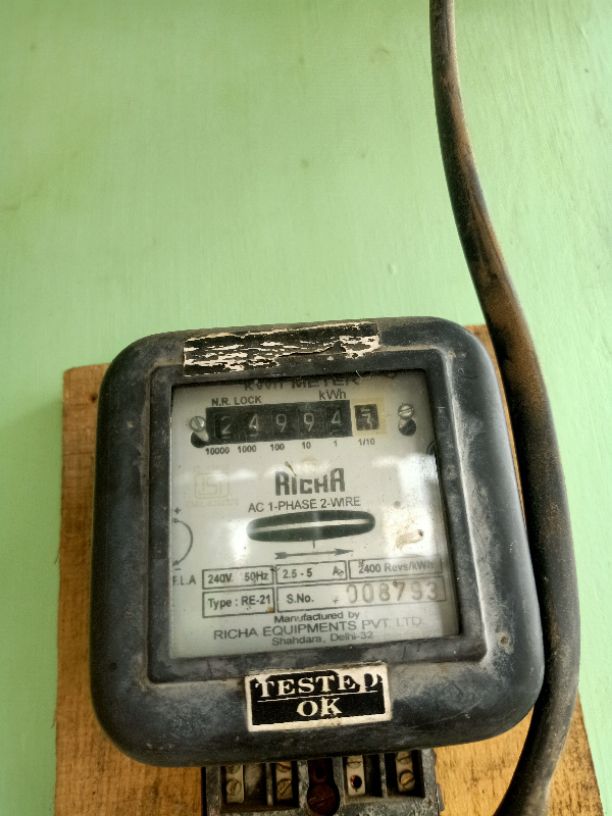 KWH METER
N.R. LOCK kWh
2 4 9 9 4 7
10000 1000 100 10 1 1/10
RICHA
AC 1-PHASE 2-WIRE
F.L.A
240V. 50Hz 2.5 - 5 A 2400 Revs/kWh
Type : RE-21 S.No. 008793
Manufactured by
RICHA EQUIPMENTS PVT. LTD.
Shahdara, Delhi-32
TESTED
OK